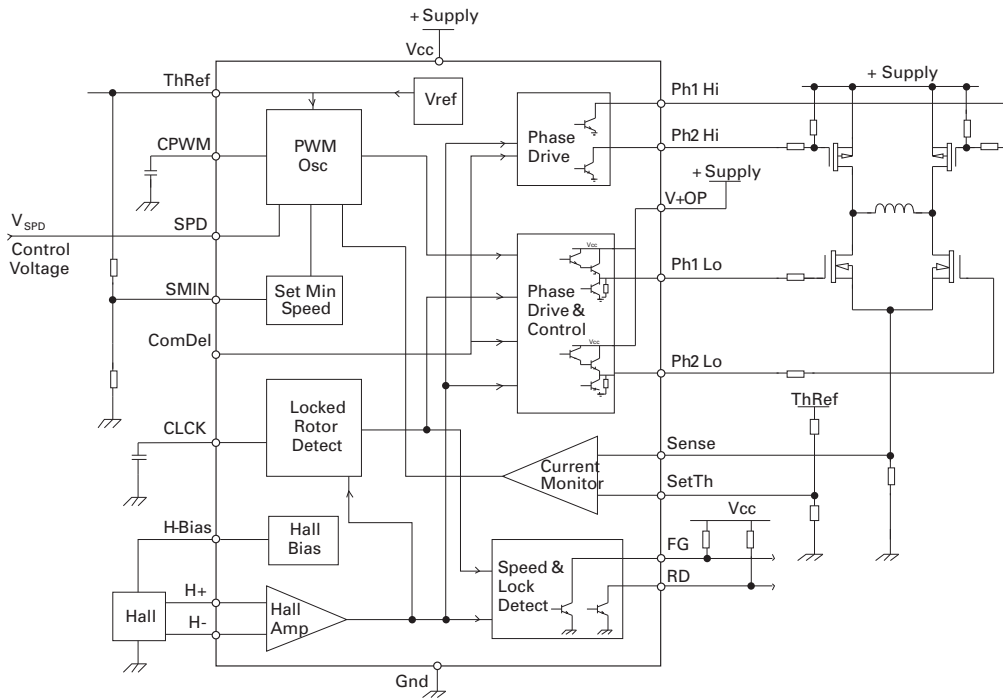 + Supply
Vcc
ThRef
Vref
CPWM
PWM
Osc
Phase
Drive
Ph1 Hi
Ph2 Hi
+ Supply
+ Supply
V+OP
VSPD
Control
Voltage
SPD
SMIN
Set Min
Speed
ComDel
Vcc
Phase
Drive &
Control
Vcc
Ph1 Lo
Ph2 Lo
CLCK
Locked
Rotor
Detect
ThRef
Current
Monitor
Sense
SetTh
Vcc
H-Bias
Hall
Bias
Speed &
Lock
Detect
FG
RD
Hall
H+
H-
Hall
Amp
Gnd